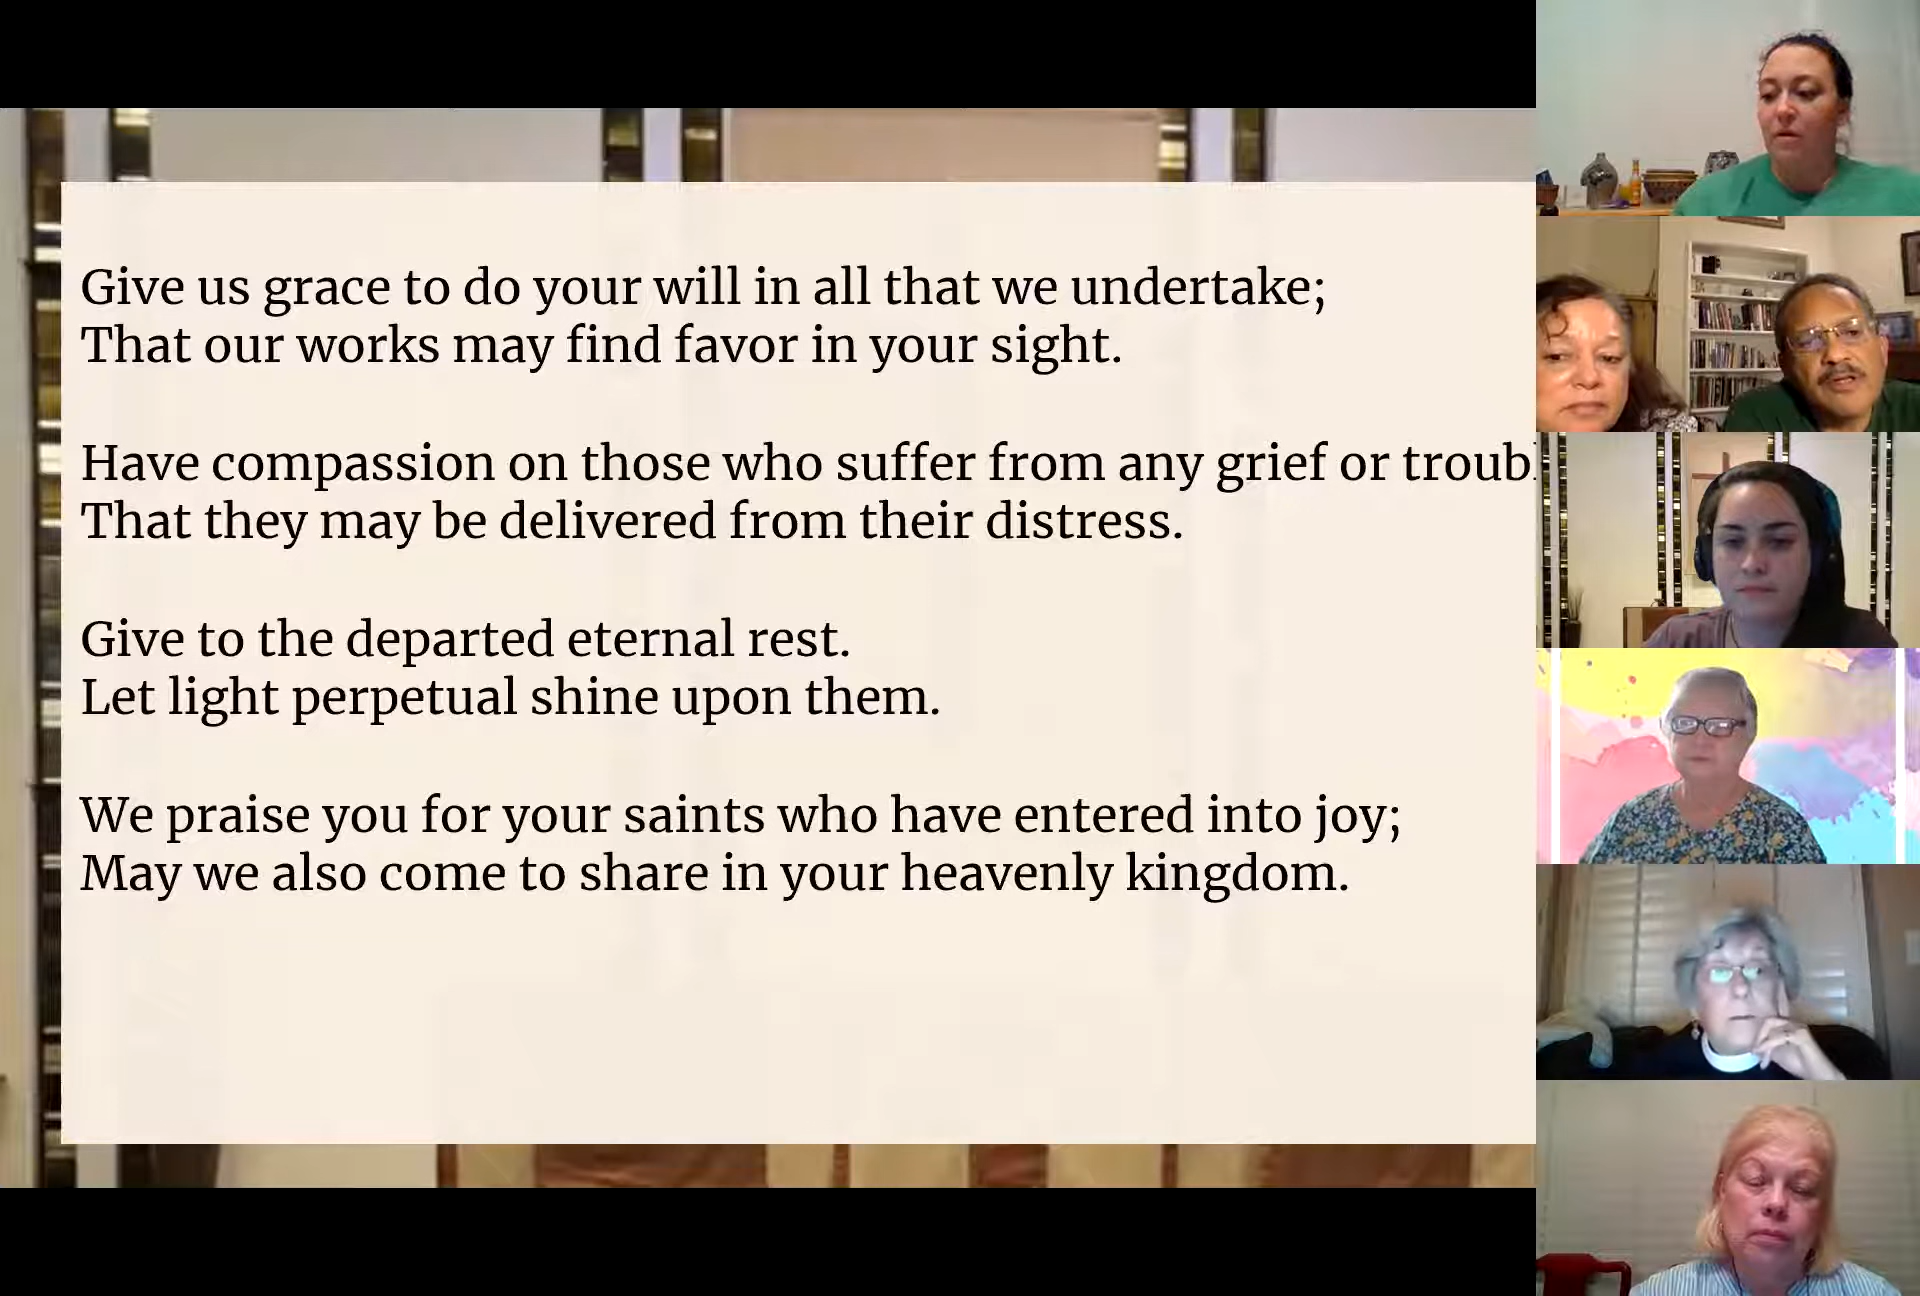 Give us grace to do your will in all that we undertake;
That our works may find favor in your sight.
Have compassion on those who suffer from any grief or
That they may be delivered from their distress.
Give to the departed eternal rest.
Let light perpetual shine upon them.
We praise you for your saints who have entered into joy;
May we also come to share in your heavenly kingdom.